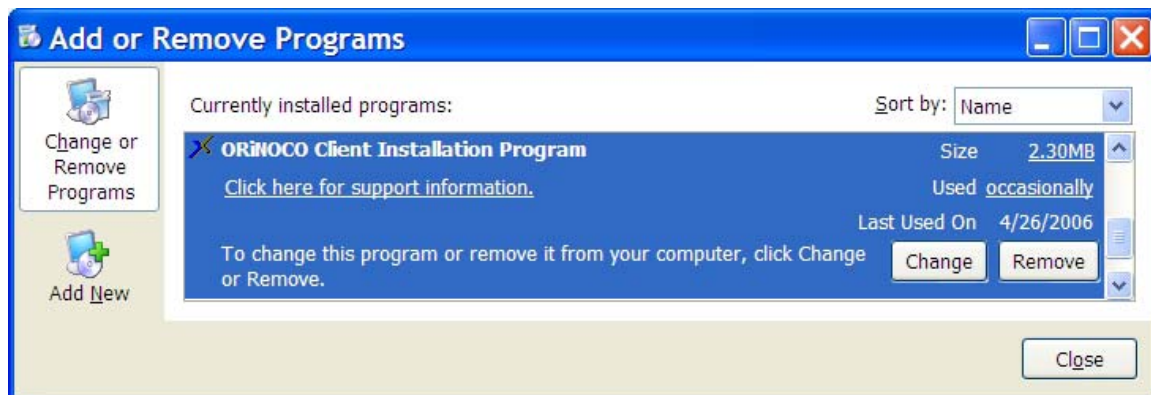 Add or Remove Programs
Change or
Remove
Programs
Add New
Currently installed programs:
Sort by: Name
ORiNOCO Client Installation Program
Size 2.30MB
Click here for support information.
Used occasionally
Last Used On 4/26/2006
To change this program or remove it from your computer, click Change
or Remove.
Change Remove
Close